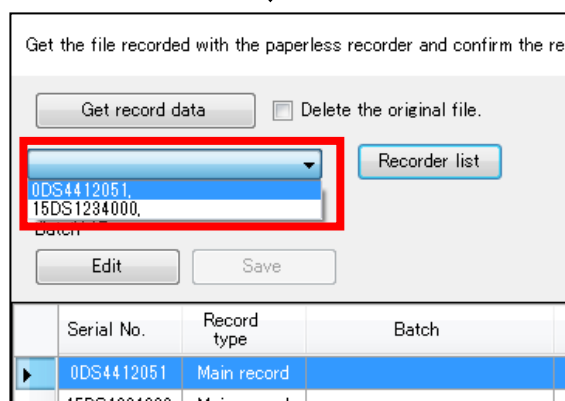 Get the file recorded with the paperless recorder and confirm the re
Get record data
Delete the original file.
Recorder list
0DS4412051,
15DS1234000,
Batch
Edit
Save
Serial No.
Record
type
Batch
0DS4412051
Main record